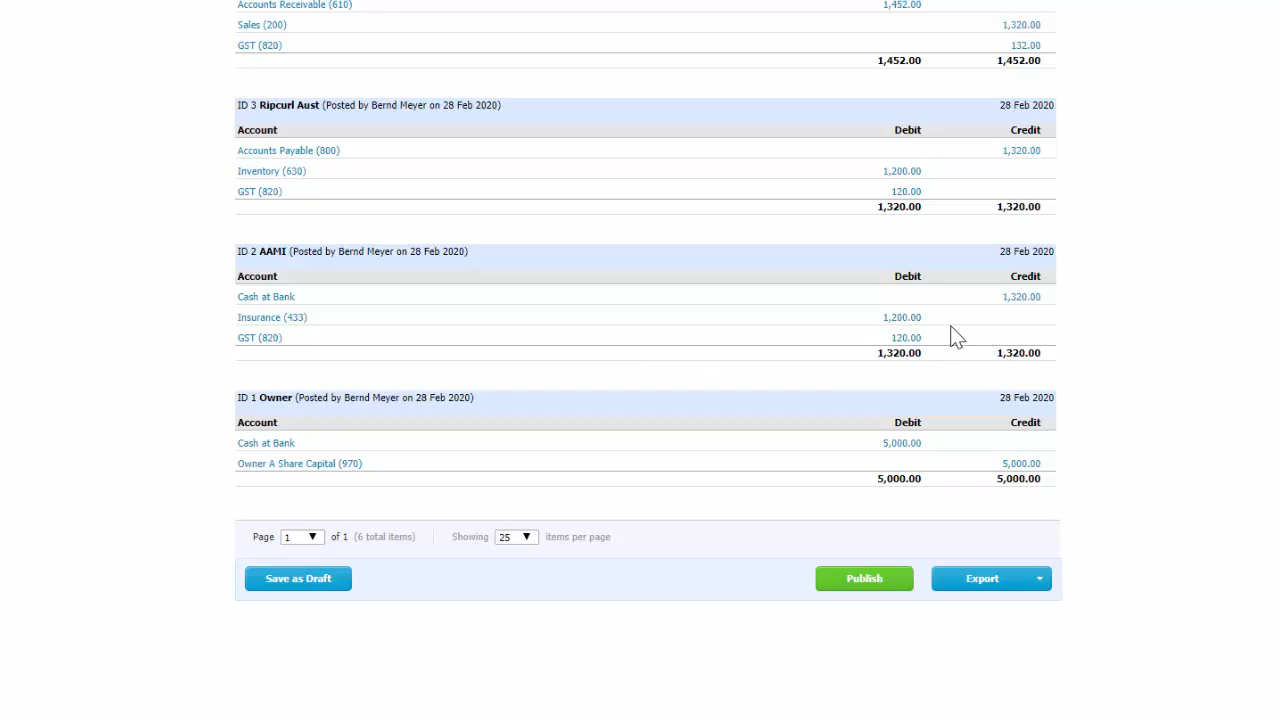 Accounts Receivable (610) 1,452.00
Sales (200) 1,320.00
GST (820) 132.00
1,452.00 1,452.00
ID 3 Ripcurl Aust (Posted by Bernd Meyer on 28 Feb 2020) 28 Feb 2020
Account Debit Credit
Accounts Payable (800) 1,320.00
Inventory (630) 1,200.00
GST (820) 120.00
1,320.00 1,320.00
ID 2 AAMI (Posted by Bernd Meyer on 28 Feb 2020) 28 Feb 2020
Account Debit Credit
Cash at Bank 1,320.00
Insurance (433) 1,200.00
GST (820) 120.00
1,320.00 1,320.00
ID 1 Owner (Posted by Bernd Meyer on 28 Feb 2020) 28 Feb 2020
Account Debit Credit
Cash at Bank 5,000.00
Owner A Share Capital (970) 5,000.00
5,000.00 5,000.00
Page 1 of 1 (6 total items) Showing 25 items per page
Save as Draft Publish Export